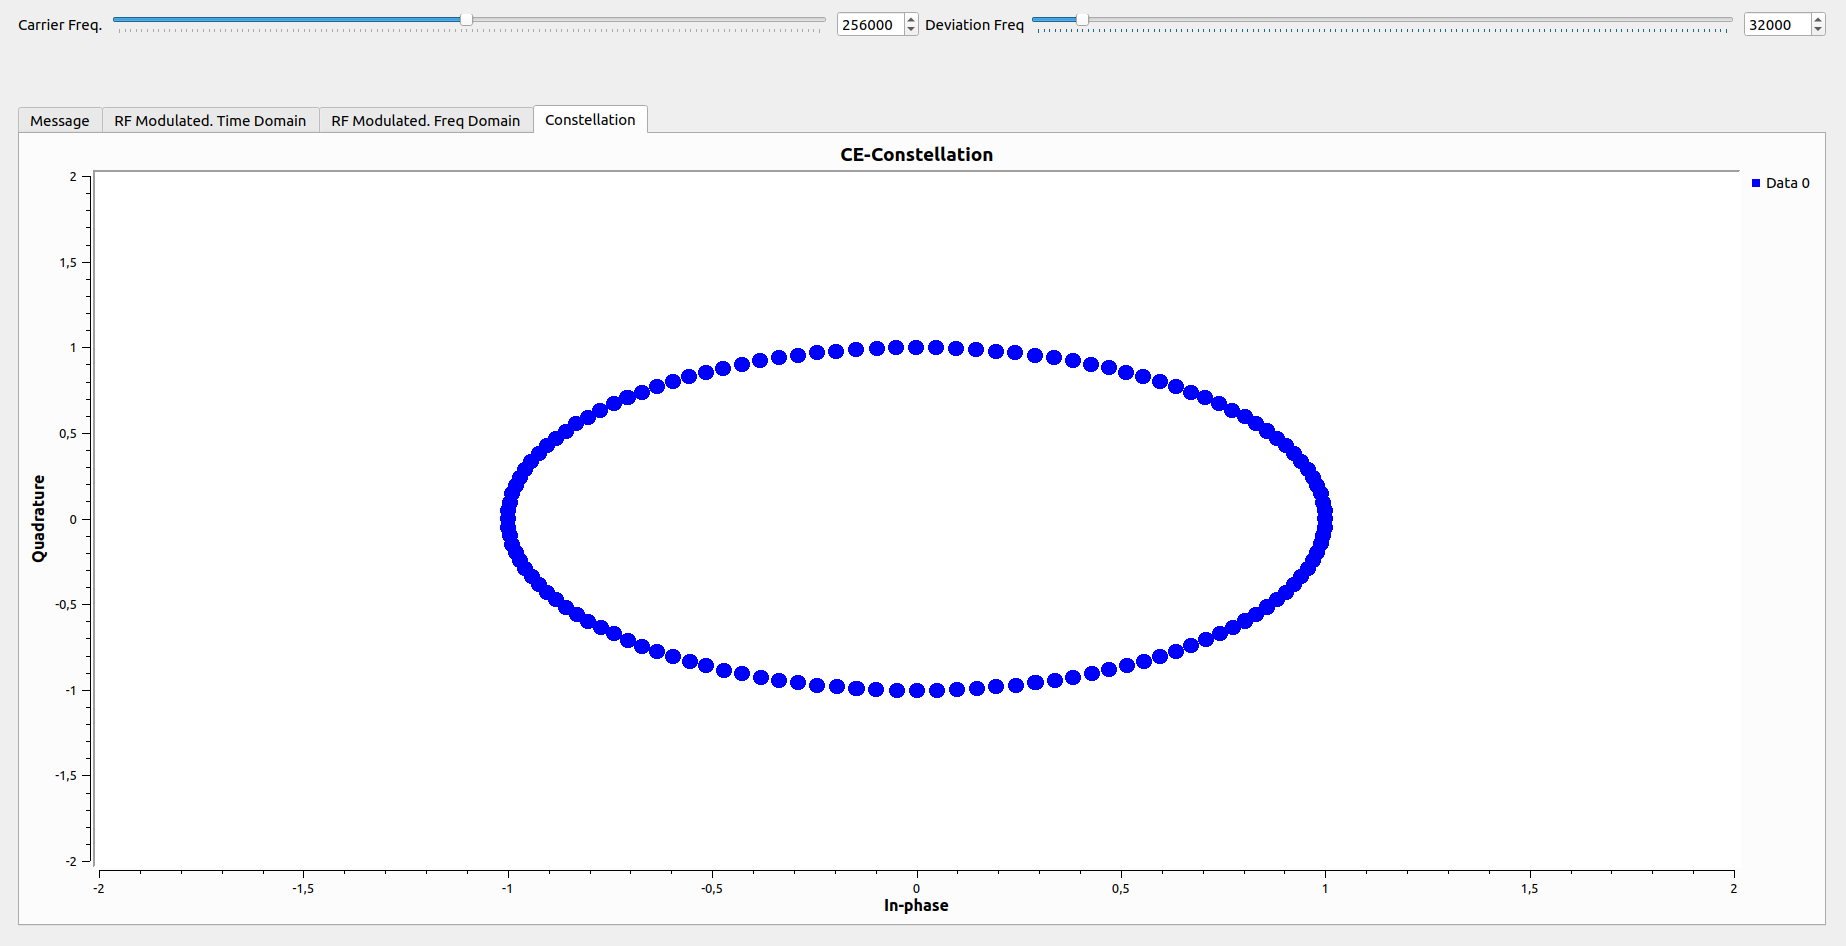 Carrier Freq. 256000 Deviation Freq 32000
Message RF Modulated. Time Domain RF Modulated. Freq Domain Constellation
CE-Constellation
Data 0
2
1,5
1
0,5
0
-0,5
-1
-1,5
-2
Quadrature
-2 -1,5 -1 -0,5 0 0,5 1 1,5 2
In-phase